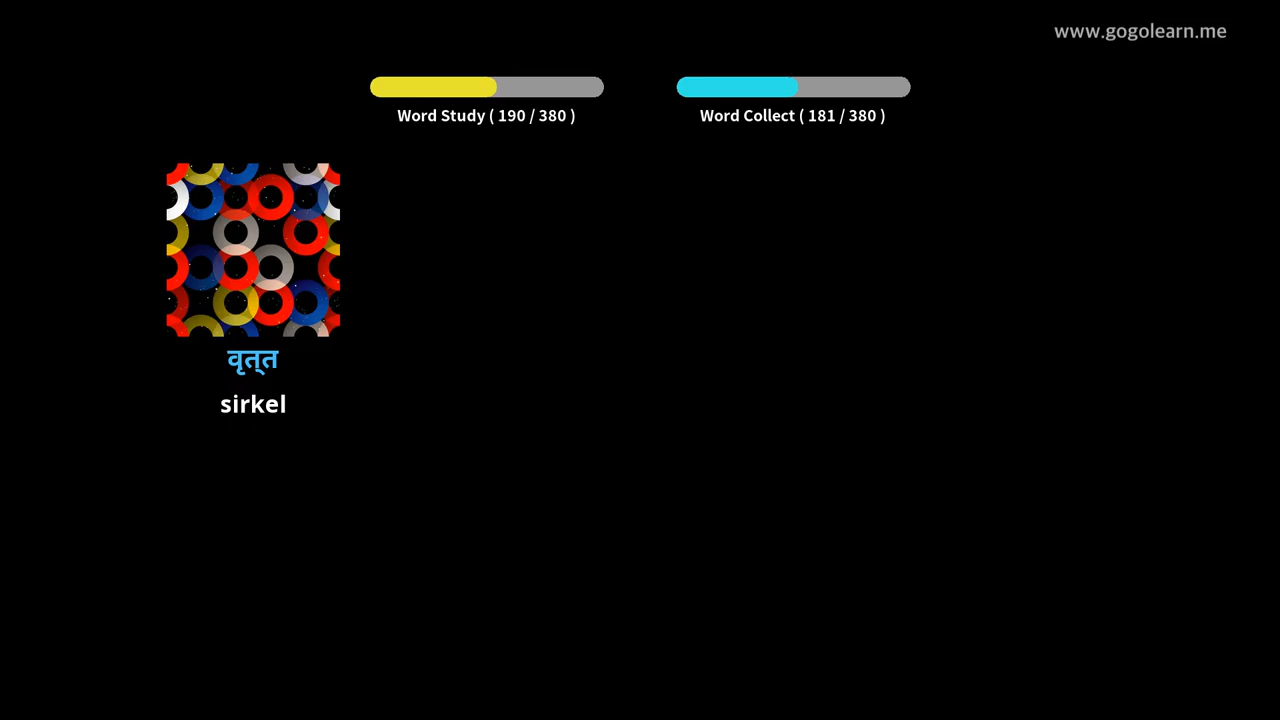 www.gogolearn.me
Word Study ( 190 / 380 )
Word Collect ( 181 / 380 )
वृत्त
sirkel